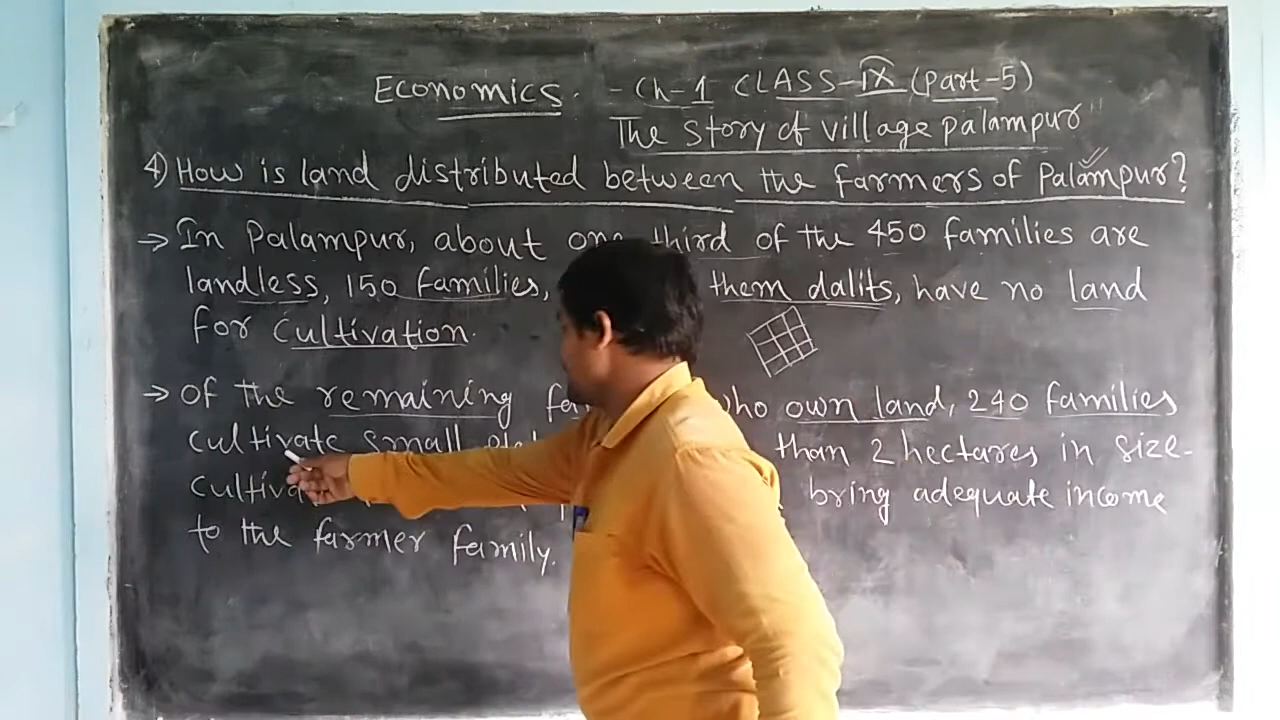 Economics. - Ch-1 CLASS-IX (Part-5)
The Story of village palampur"
4) How is land distributed between the farmers of Palampur?
→ In Palampur, about one third of the 450 families are
landless, 150 families, them dalits, have no land
for cultivation.
→ Of the remaining who own land, 240 families
cultivate small than 2 hectares in size-
bring adequate income
to the farmer family.